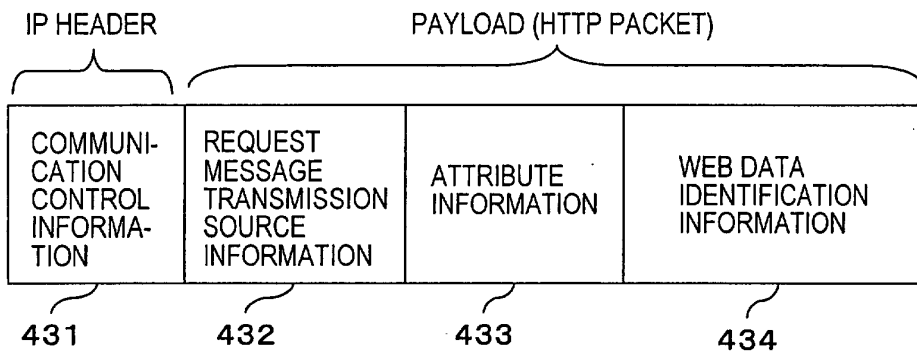 IP HEADER
PAYLOAD (HTTP PACKET)
COMMUNI-
CATION
CONTROL
INFORMA-
TION
REQUEST
MESSAGE
TRANSMISSION
SOURCE
INFORMATION
ATTRIBUTE
INFORMATION
WEB DATA
IDENTIFICATION
INFORMATION
431
432
433
434